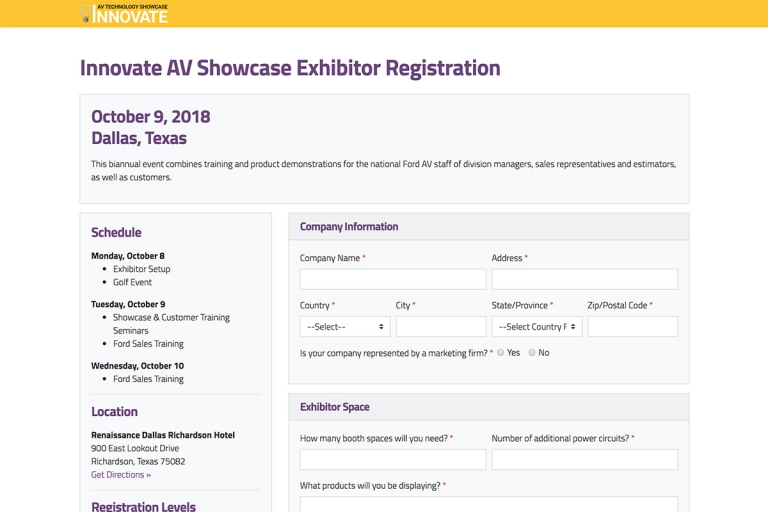 AV TECHNOLOGY SHOWCASE
INNOVATE
Innovate AV Showcase Exhibitor Registration
October 9, 2018
Dallas, Texas
This biannual event combines training and product demonstrations for the national Ford AV staff of division managers, sales representatives and estimators,
as well as customers.
Schedule
Monday, October 8
Exhibitor Setup
Golf Event
Tuesday, October 9
Showcase & Customer Training
Seminars
Ford Sales Training
Wednesday, October 10
Ford Sales Training
Location
Renaissance Dallas Richardson Hotel
900 East Lookout Drive
Richardson, Texas 75082
Get Directions »
Registration Levels
Company Information
Company Name * Address *
Country * City * State/Province * Zip/Postal Code *
--Select-- --Select Country F
Is your company represented by a marketing firm? * Yes No
Exhibitor Space
How many booth spaces will you need? * Number of additional power circuits? *
What products will you be displaying? *